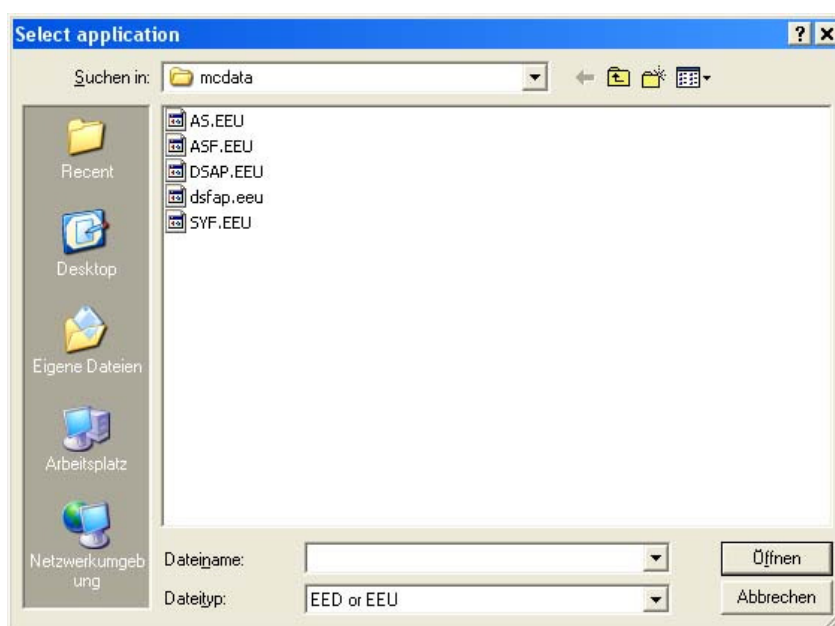 Select application
Suchen in: mcdata
AS.EEU
ASF.EEU
DSAP.EEU
dsfap.eeu
SYF.EEU
Recent
Desktop
Eigene Dateien
Arbeitsplatz
Netzwerkumgeb
ung
Dateiname:
Öffnen
Dateityp: EED or EEU
Abbrechen